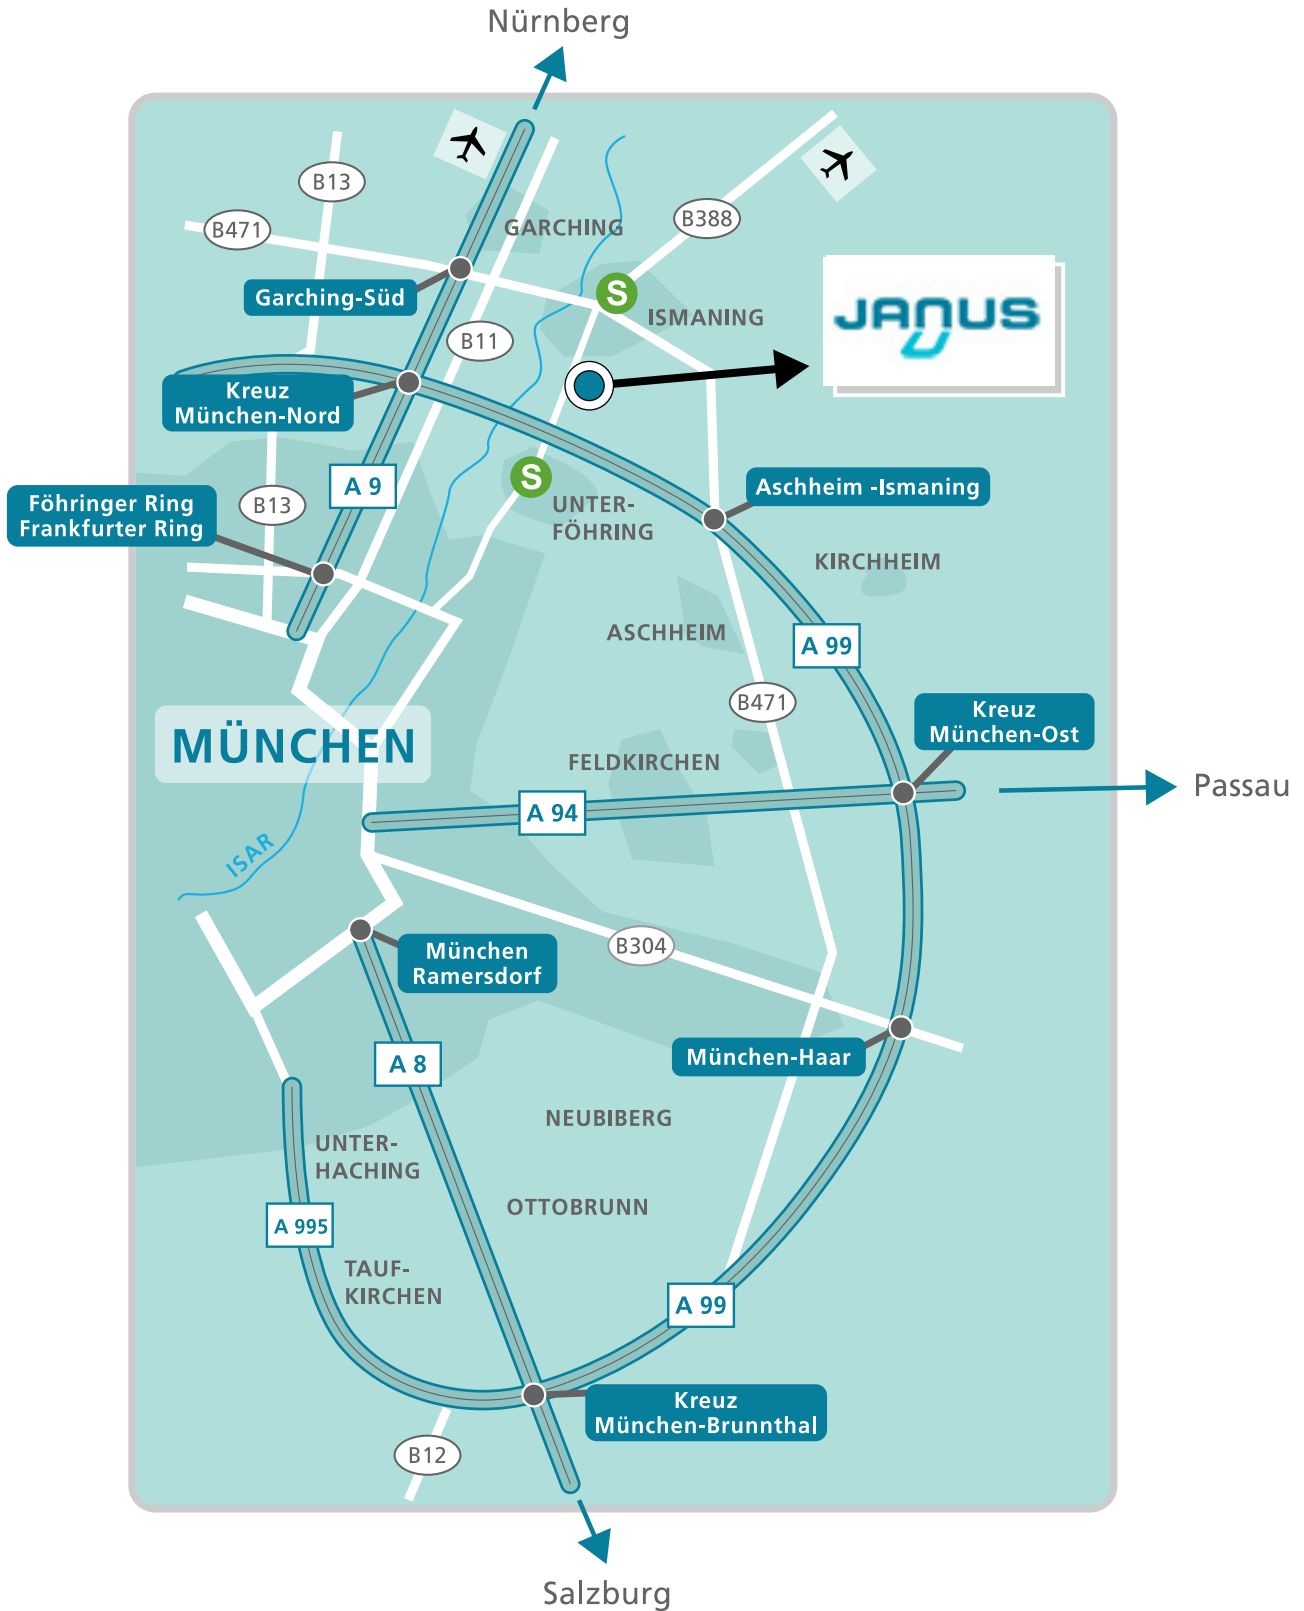 Nürnberg
B13
B471
B388
GARCHING
Garching-Süd
S
ISMANING
JANUS
B11
Kreuz
München-Nord
A 9
S
Aschheim -Ismaning
Föhringer Ring
Frankfurter Ring
B13
UNTER-
FÖHRING
KIRCHHEIM
ASCHHEIM
A 99
B471
Kreuz
München-Ost
MÜNCHEN
FELDKIRCHEN
Passau
A 94
ISAR
B304
München
Ramersdorf
A 8
München-Haar
NEUBIBERG
UNTER-
HACHING
OTTOBRUNN
A 995
TAUF-
KIRCHEN
A 99
Kreuz
München-Brunnthal
B12
Salzburg